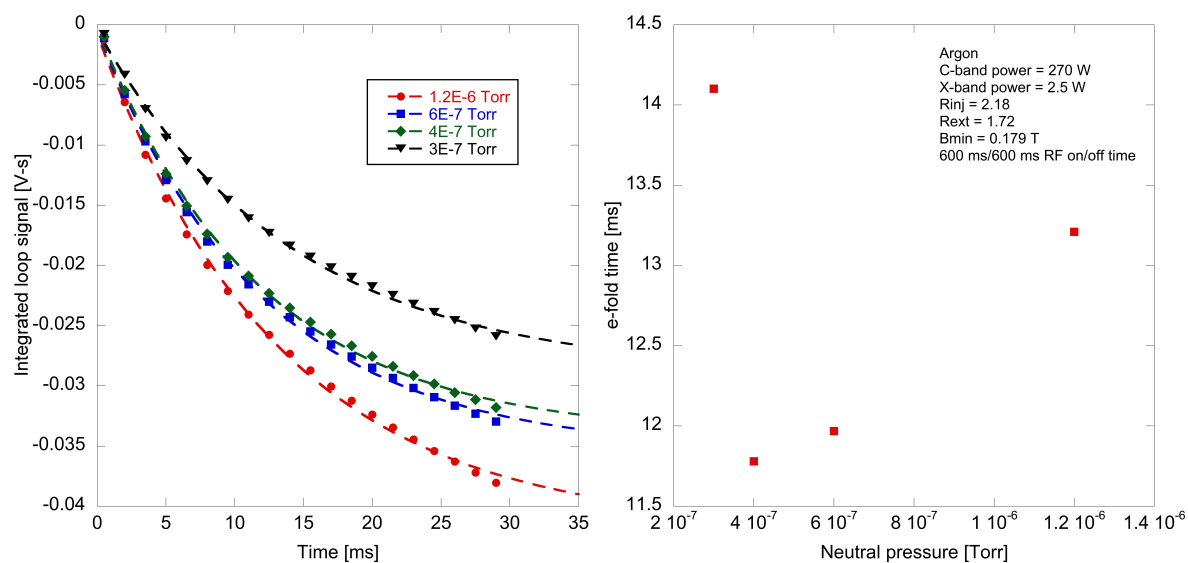 0
-0.005
-0.01
-0.015
-0.02
-0.025
-0.03
-0.035
-0.04
Integrated loop signal [V-s]
0 5 10 15 20 25 30 35
Time [ms]
1.2E-6 Torr
6E-7 Torr
4E-7 Torr
3E-7 Torr
14.5
14
13.5
13
12.5
12
11.5
e-fold time [ms]
2 10⁻⁷ 4 10⁻⁷ 6 10⁻⁷ 8 10⁻⁷ 1 10⁻⁶ 1.2 10⁻⁶ 1.4 10⁻⁶
Neutral pressure [Torr]
Argon
C-band power = 270 W
X-band power = 2.5 W
Rinj = 2.18
Rext = 1.72
Bmin = 0.179 T
600 ms/600 ms RF on/off time